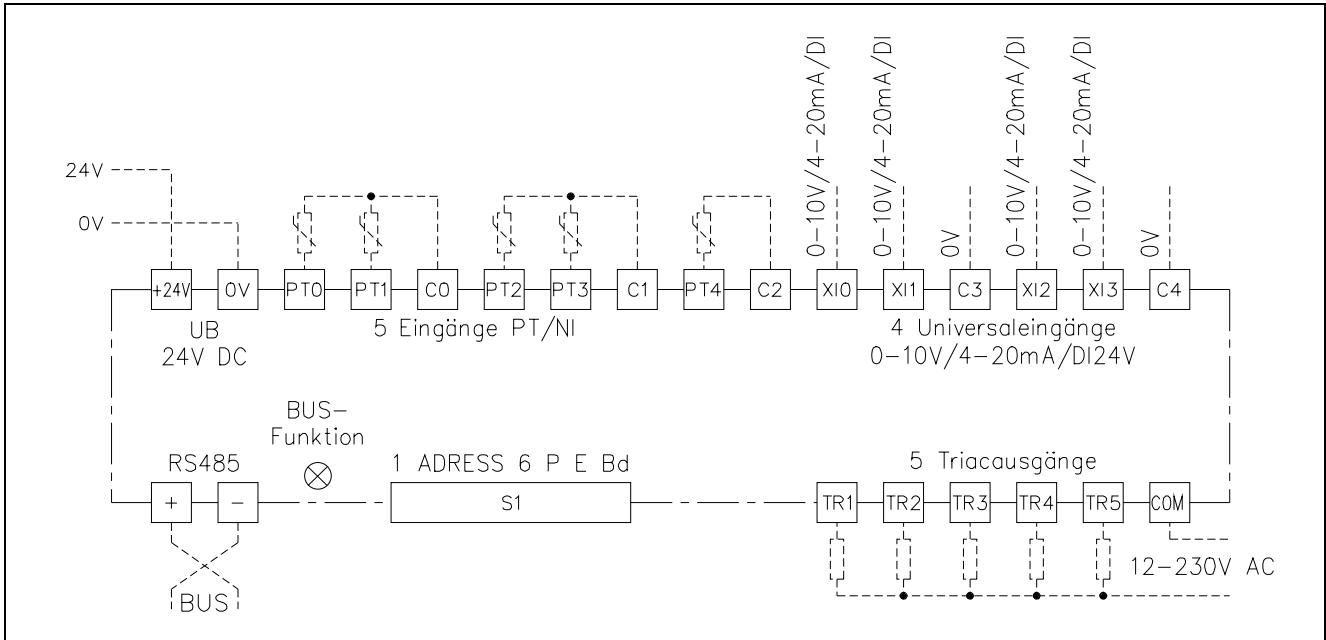 0-10V/4-20mA/DI
0-10V/4-20mA/DI
0V
0-10V/4-20mA/DI
0-10V/4-20mA/DI
0V
24V
0V
+24V 0V PT0 PT1 C0 PT2 PT3 C1 PT4 C2 XI0 XI1 C3 XI2 XI3 C4
UB
24V DC
5 Eingänge PT/NI
4 Universaleingänge
0-10V/4-20mA/DI24V
BUS-
Funktion
RS485
1 ADRESS 6 P E Bd
5 Triacausgänge
+ - S1 TR1 TR2 TR3 TR4 TR5 COM
12-230V AC
BUS